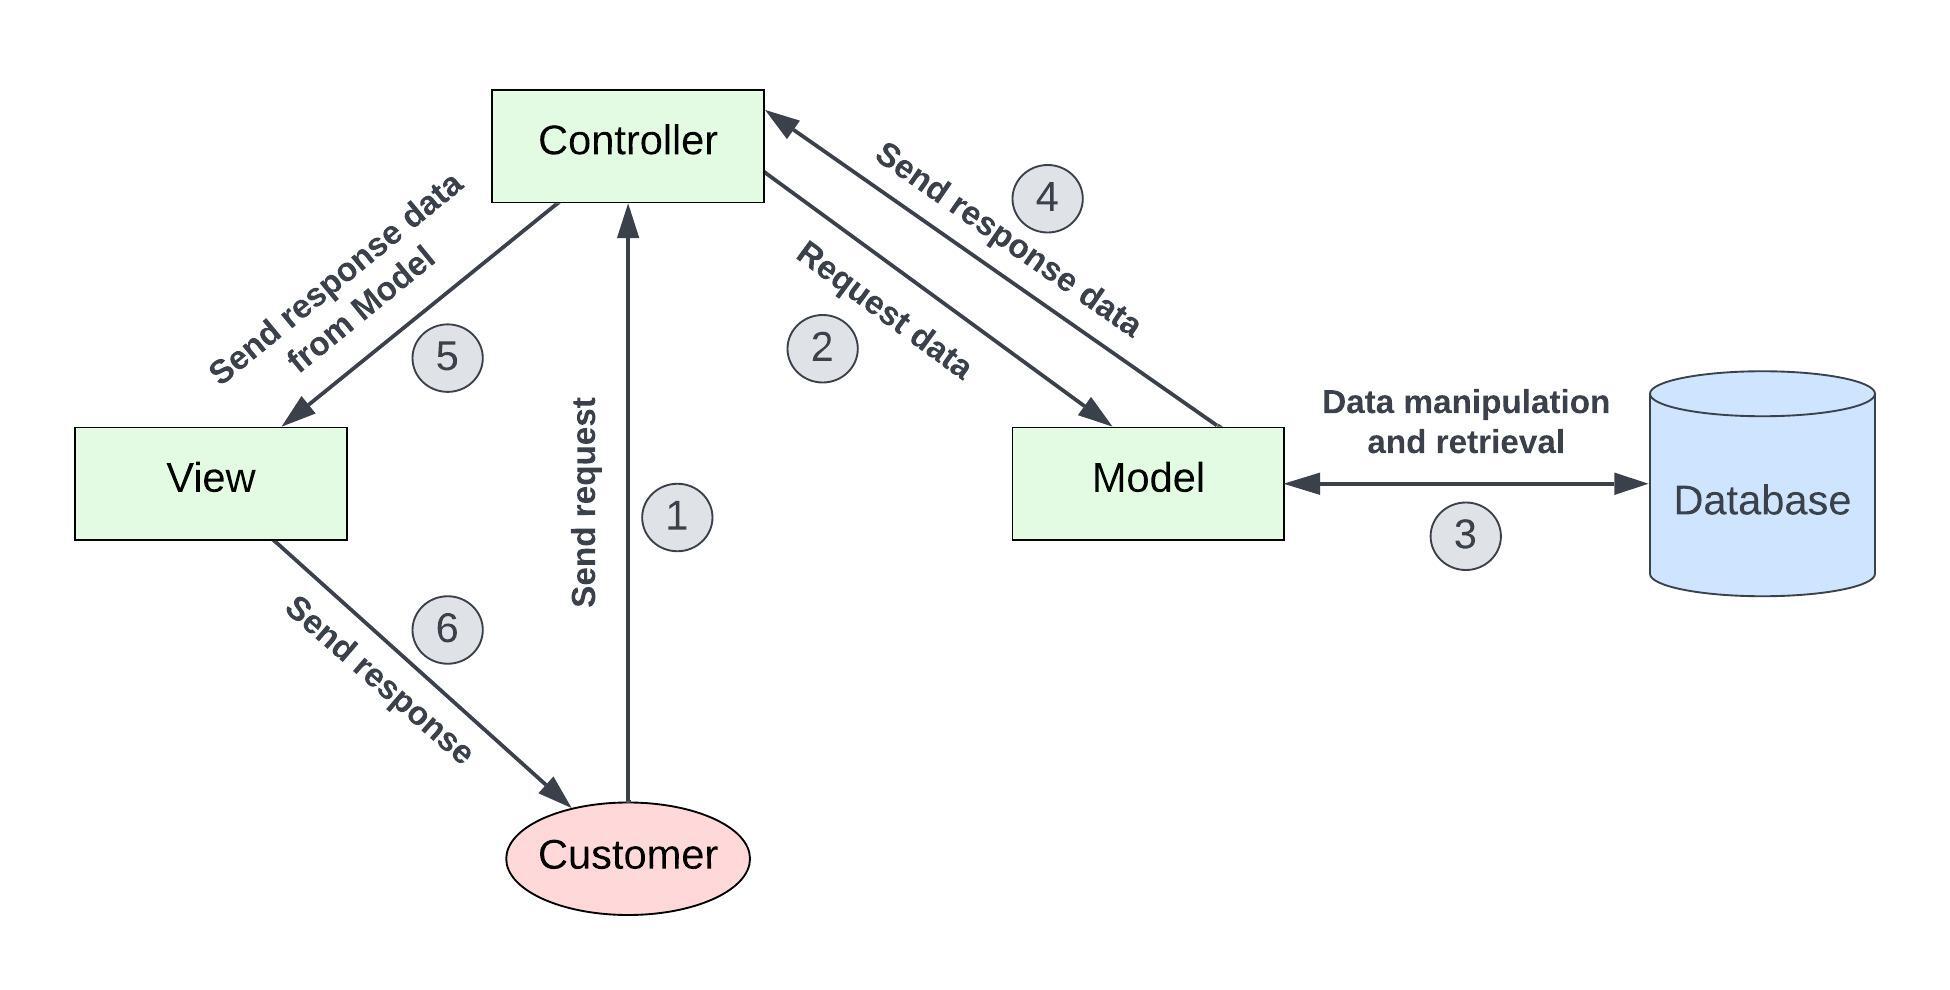 Controller
Send response data
from Model
5
Send request
1
Request data
2
Send response data
4
View
Model
Data manipulation
and retrieval
3
Database
Send response
6
Customer